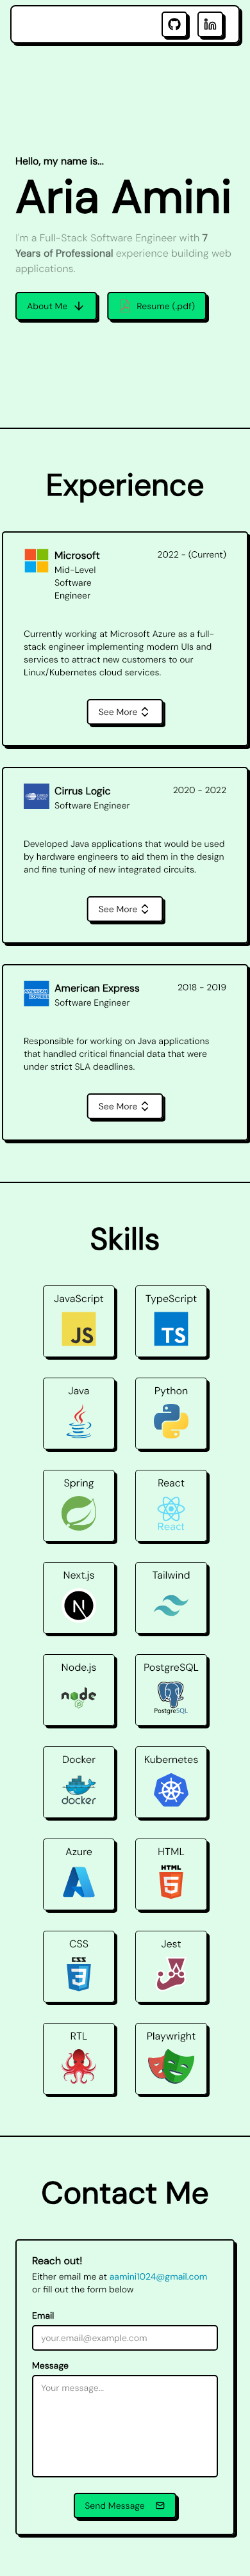 Hello, my name is...
Aria Amini
I'm a Full-Stack Software Engineer with 7
Years of Professional experience building web
applications.
About Me
Resume (.pdf)
Experience
Microsoft
2022 - (Current)
Mid-Level
Software
Engineer
Currently working at Microsoft Azure as a full-
stack engineer implementing modern UIs and
services to attract new customers to our
Linux/Kubernetes cloud services.
See More
Cirrus Logic
2020 - 2022
Software Engineer
Developed Java applications that would be used
by hardware engineers to aid them in the design
and fine tuning of new integrated circuits.
See More
American Express
2018 - 2019
Software Engineer
Responsible for working on Java applications
that handled critical financial data that were
under strict SLA deadlines.
See More
Skills
JavaScript
JS
TypeScript
TS
Java
Python
Spring
React
React
Next.js
Tailwind
Node.js
node
PostgreSQL
PostgreSQL
Docker
docker
Kubernetes
Azure
HTML
HTML
5
CSS
CSS
3
Jest
RTL
Playwright
Contact Me
Reach out!
Either email me at aamini1024@gmail.com
or fill out the form below
Email
your.email@example.com
Message
Your message...
Send Message